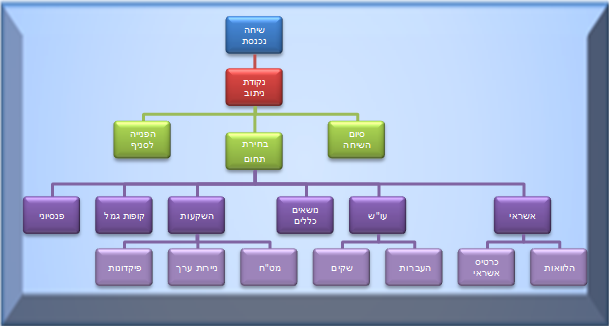 שיחה
נכנסת
נקודת
ניתוב
סיום
השיחה
בחירת
תחום
הפנייה
לסניף
אשראי
עו"ש
נושאים
כללים
השקעות
קופות גמל
פנסיוני
הלוואות
כרטיס
אשראי
העברות
שקים
מט"ח
ניירות ערך
פיקדונות